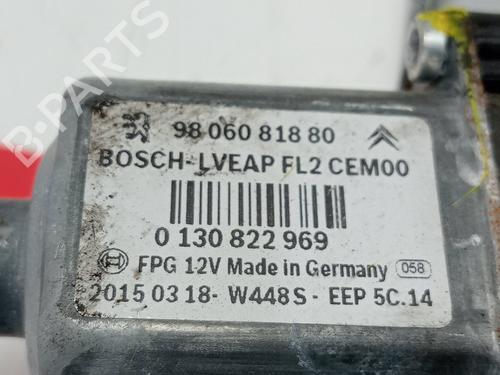 B-PARTS
98 060 818 80
BOSCH-LVEAP FL2 CEM00
0 130 822 969
FPG 12V Made in Germany 058
2015 03 18- W448S - EEP 5C.14